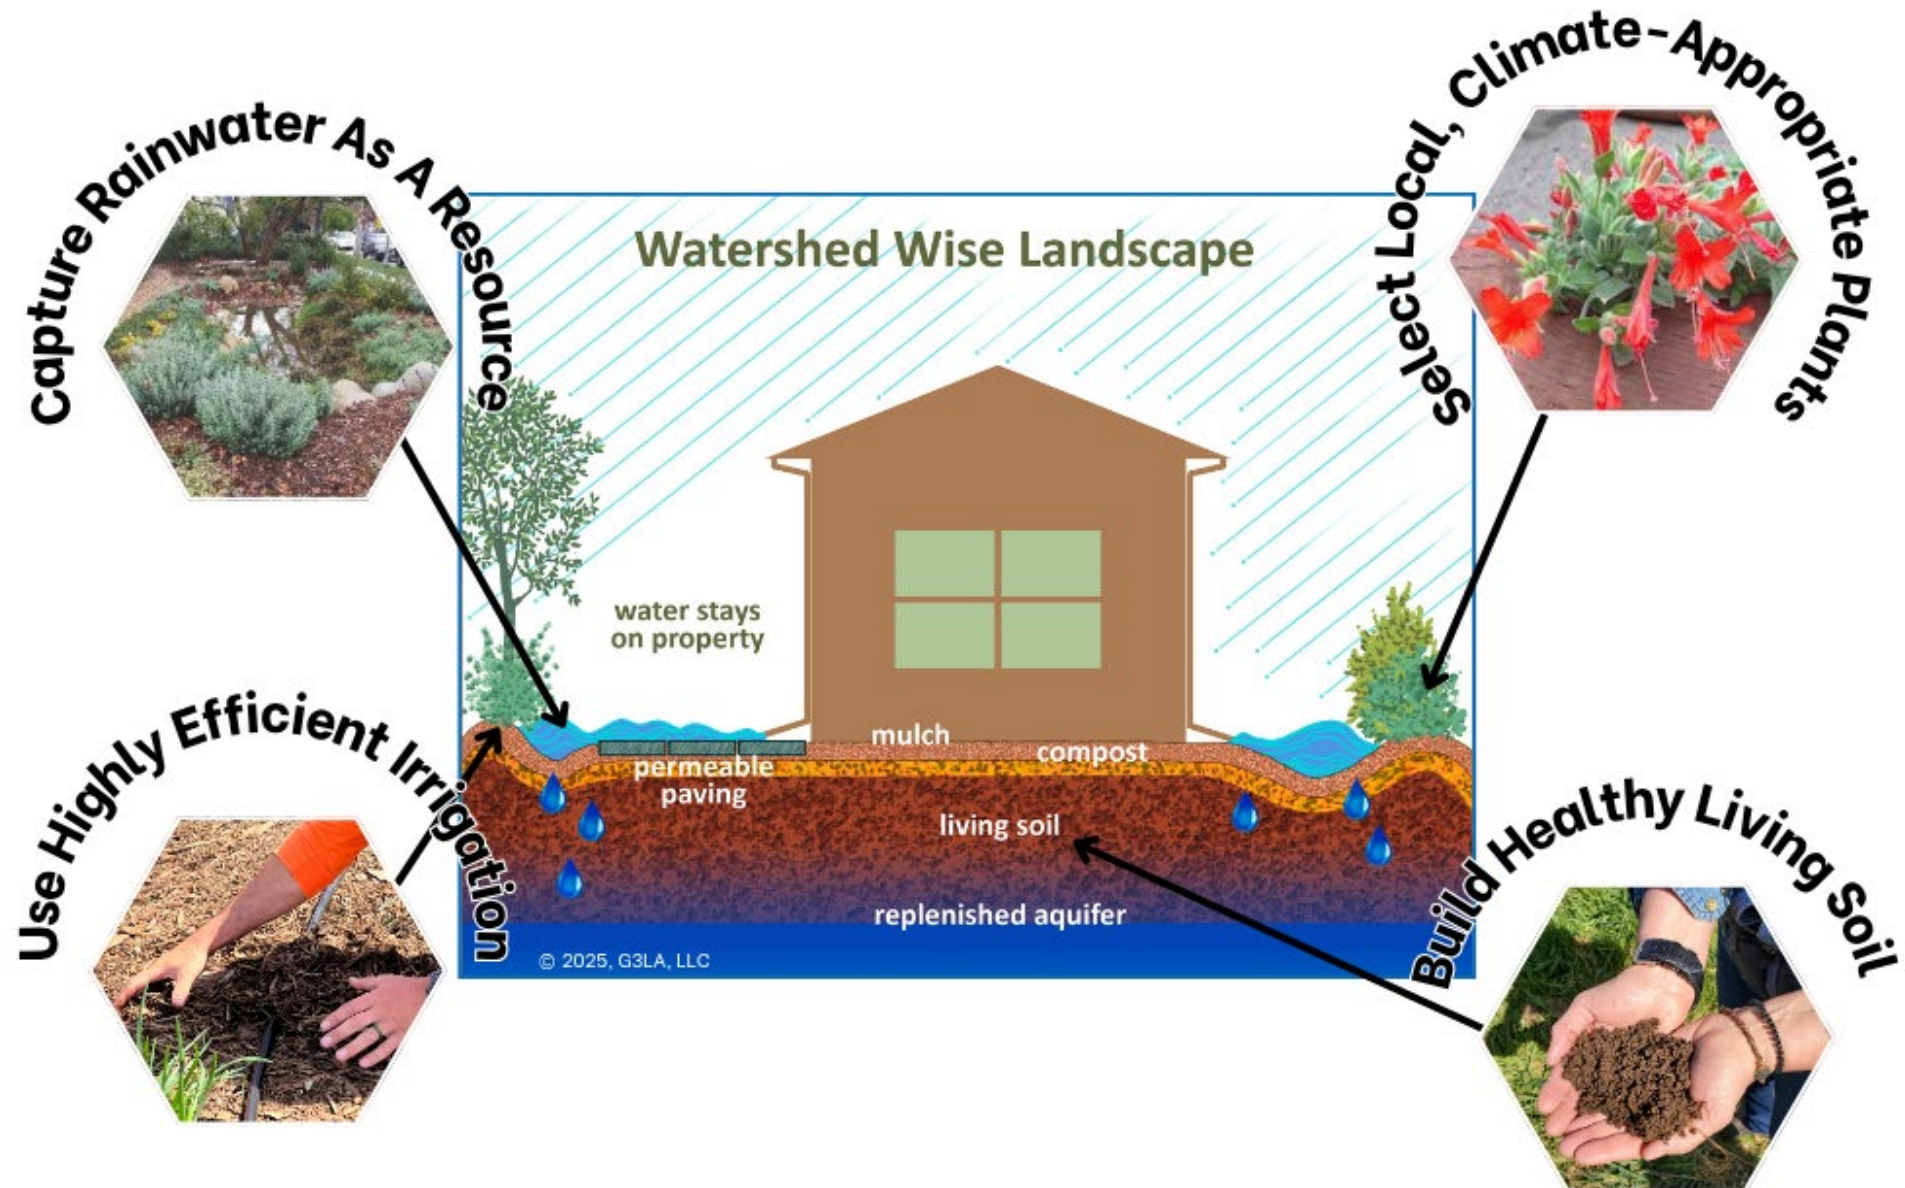 Select Local, Climate-Appropriate Plants
Capture Rainwater As A Resource
Watershed Wise Landscape
water stays
on property
mulch
compost
permeable
paving
living soil
replenished aquifer
© 2025, G3LA, LLC
Use Highly Efficient Irrigation
Build Healthy Living Soil